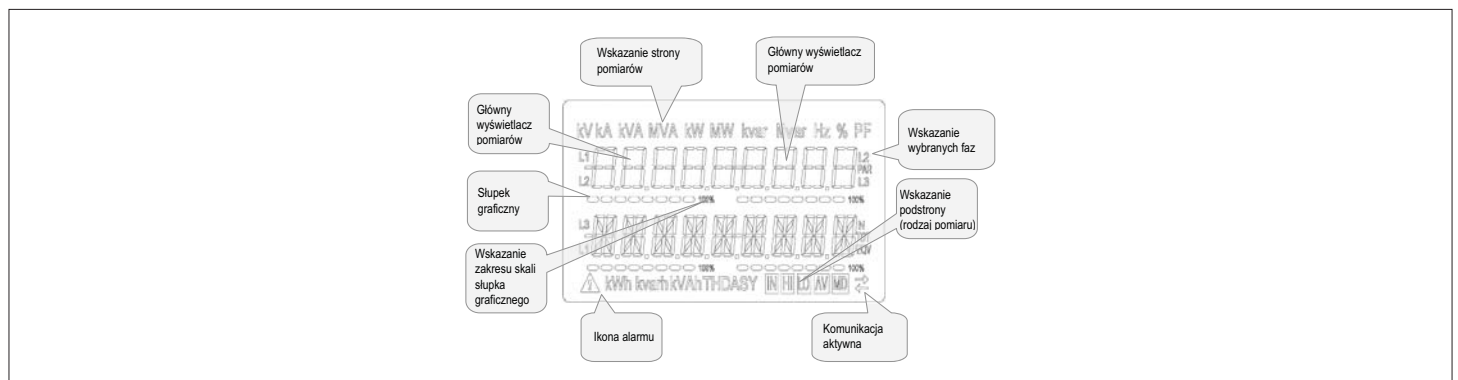 Wskazanie strony
pomiarów
Główny wyświetlacz
pomiarów
Główny
wyświetlacz
pomiarów
kV kA kVA MVA kW MW kvar Mvar Hz % PF
Wskazanie
wybranych faz
L1
L2
PAR
L2
L3
Słupek
graficzny
100%
100%
Wskazanie
podstrony
(rodzaj pomiaru)
L3
N
L1
EQV
Wskazanie
zakresu skali
słupka
graficznego
100%
100%
kWh kvarh kVAh THD ASY IN HI LO AV MD
Ikona alarmu
Komunikacja
aktywna